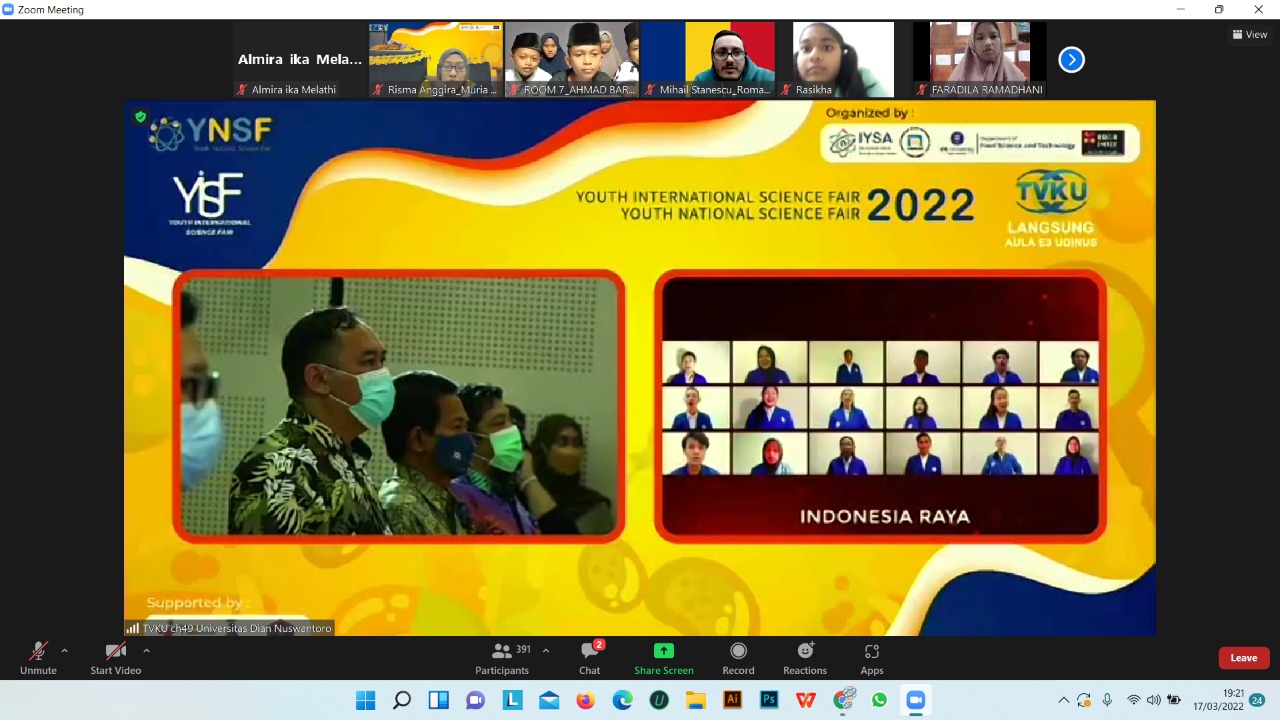 Zoom Meeting
View
Almira ika Mela...
Almira ika Melathi
Risma Anggira_Muria ...
ROOM 7_AHMAD BAR...
Mihail Stanescu_Roma...
Rasikha
FARADILA RAMADHANI
YNSF
Youth National Science Fair
YISF
YOUTH INTERNATIONAL
SCIENCE FAIR
Organized by :
IYSA
Department of
Food Science and Technology
YOUTH INTERNATIONAL SCIENCE FAIR
YOUTH NATIONAL SCIENCE FAIR
2022
TVKU
LANGSUNG
AULA E3 UDINUS
INDONESIA RAYA
Supported by :
TVKU ch49 Universitas Dian Nuswantoro
Unmute
Start Video
Participants
391
Chat
2
Share Screen
Record
Reactions
Apps
Leave
L
U
Ai
Ps
W
19:21
17/03/2022
24